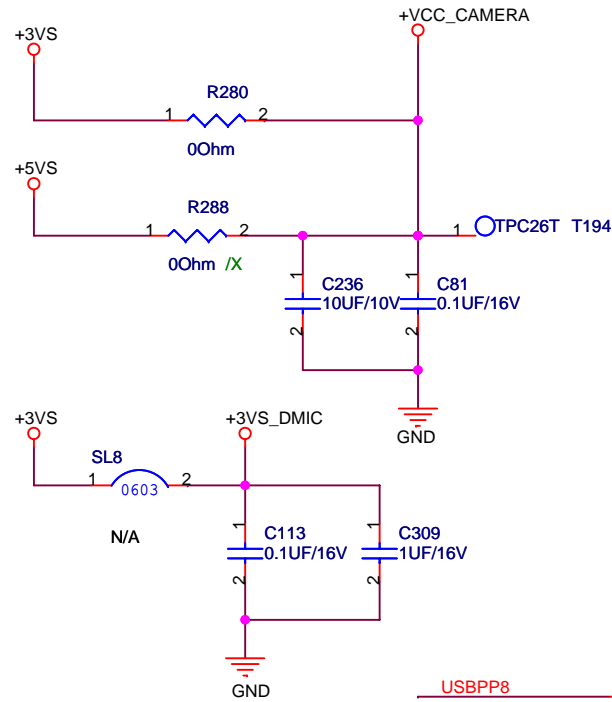 +VCC_CAMERA
+3VS
R280
1 2
0Ohm
+5VS
R288
1 2 1 TPC26T T194
0Ohm /X
1 C236 1 C81
10UF/10V 0.1UF/16V
2 2
GND
+3VS +3VS_DMIC
SL8
1 2
0603
N/A
1 C113 1 C309
0.1UF/16V 1UF/16V
2 2
GND
USBPP8